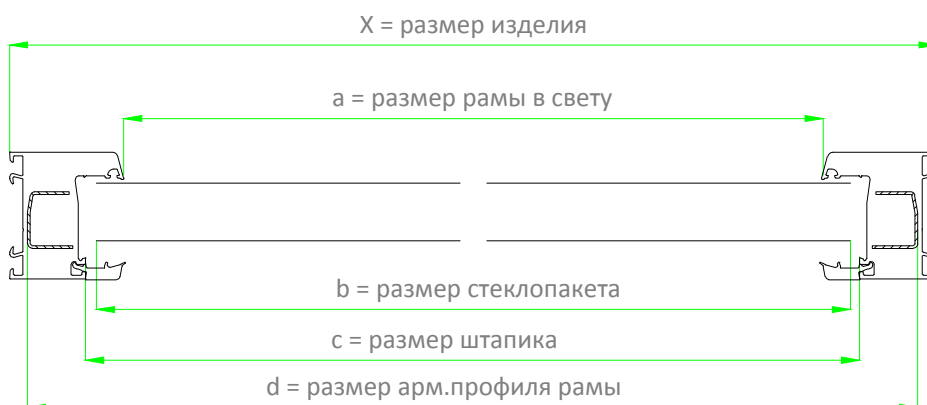 X = размер изделия
a = размер рамы в свету
b = размер стеклопакета
c = размер штапика
d = размер арм.профиля рамы